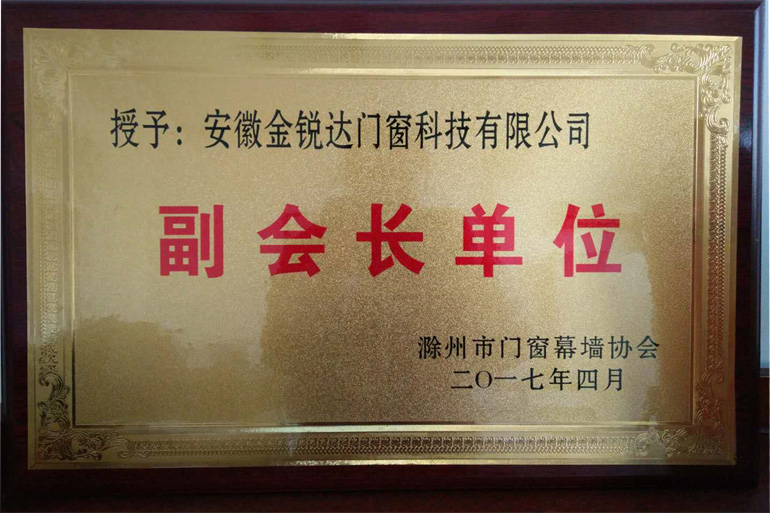 授予：安徽金锐达门窗科技有限公司
副会长单位
滁州市门窗幕墙协会
二〇一七年四月